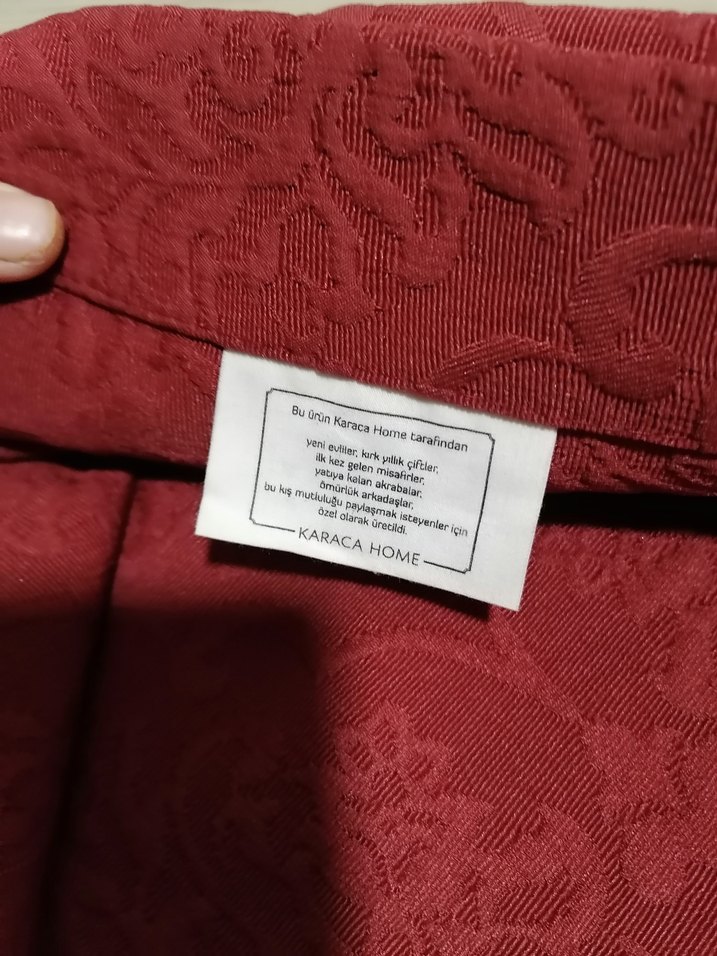 Bu ürün Karaca Home tarafından
yeni evliler, kırk yıllık çiftler,
ilk kez gelen misafirler,
yatıya kalan akrabalar,
ömürlük arkadaşlar,
bu kış mutluluğu paylaşmak isteyenler için
özel olarak üretildi.
KARACA HOME